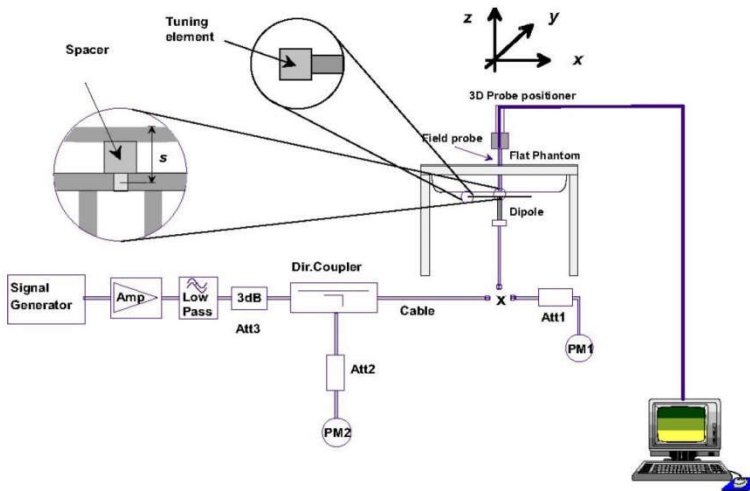 Tuning
element
Spacer
s
z
y
x
3D Probe positioner
Field probe
Flat Phantom
Dipole
Dir.Coupler
Signal
Generator
Amp
Low
Pass
3dB
Att3
Cable
x
Att1
PM1
Att2
PM2